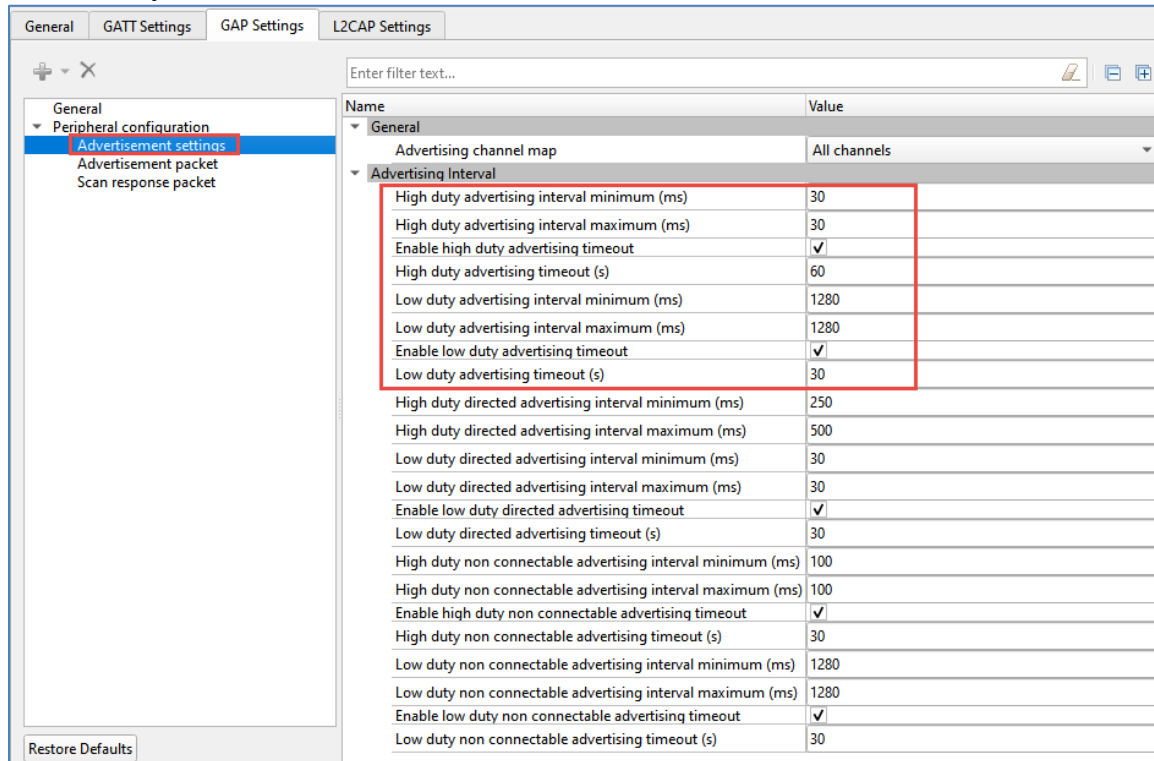 General GATT Settings GAP Settings L2CAP Settings
Enter filter text...
General
Peripheral configuration
Advertisement settings
Advertisement packet
Scan response packet
Restore Defaults
Name Value
General
Advertising channel map All channels
Advertising Interval
High duty advertising interval minimum (ms) 30
High duty advertising interval maximum (ms) 30
Enable high duty advertising timeout
High duty advertising timeout (s) 60
Low duty advertising interval minimum (ms) 1280
Low duty advertising interval maximum (ms) 1280
Enable low duty advertising timeout
Low duty advertising timeout (s) 30
High duty directed advertising interval minimum (ms) 250
High duty directed advertising interval maximum (ms) 500
Low duty directed advertising interval minimum (ms) 30
Low duty directed advertising interval maximum (ms) 30
Enable low duty directed advertising timeout
Low duty directed advertising timeout (s) 30
High duty non connectable advertising interval minimum (ms) 100
High duty non connectable advertising interval maximum (ms) 100
Enable high duty non connectable advertising timeout
High duty non connectable advertising timeout (s) 30
Low duty non connectable advertising interval minimum (ms) 1280
Low duty non connectable advertising interval maximum (ms) 1280
Enable low duty non connectable advertising timeout
Low duty non connectable advertising timeout (s) 30